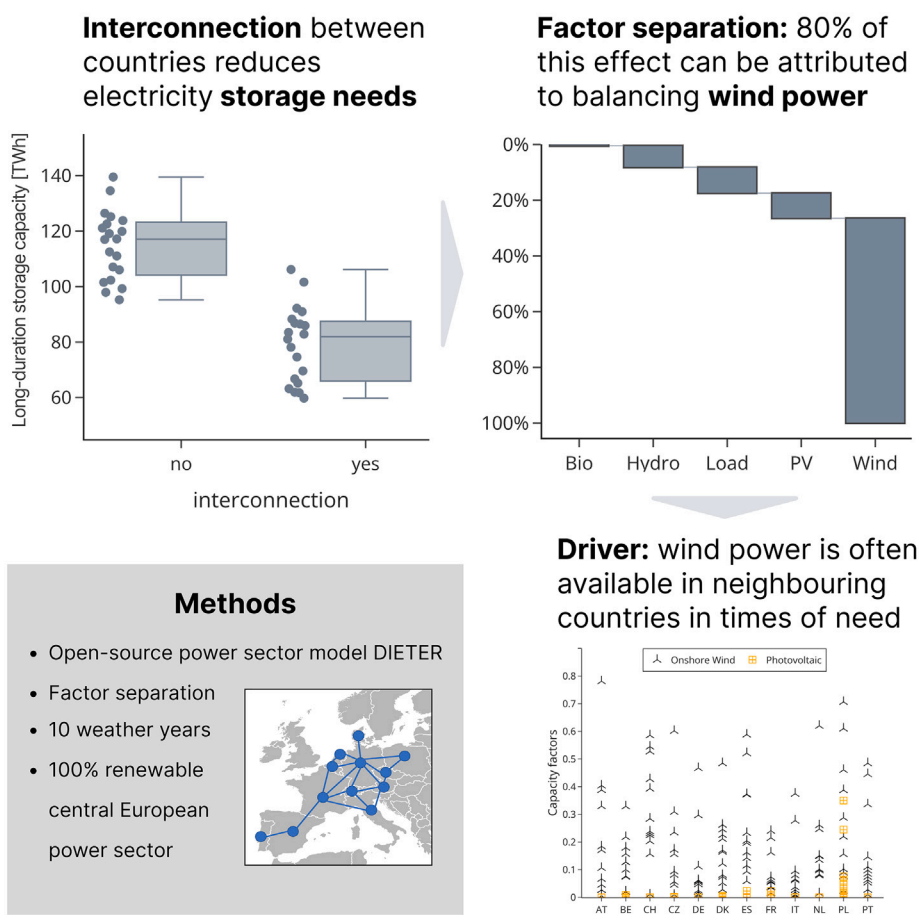 Interconnection between
countries reduces
electricity storage needs
Long-duration storage capacity [TWh]
140
120
100
80
60
no
yes
interconnection
Factor separation: 80% of
this effect can be attributed
to balancing wind power
0%
20%
40%
60%
80%
100%
Bio
Hydro
Load
PV
Wind
Methods
• Open-source power sector model DIETER
• Factor separation
• 10 weather years
• 100% renewable
central European
power sector
Driver: wind power is often
available in neighbouring
countries in times of need
Onshore Wind
Photovoltaic
Capacity factors
0.8
0.7
0.6
0.5
0.4
0.3
0.2
0.1
0
AT
BE
CH
CZ
DE
DK
ES
FR
IT
NL
PL
PT